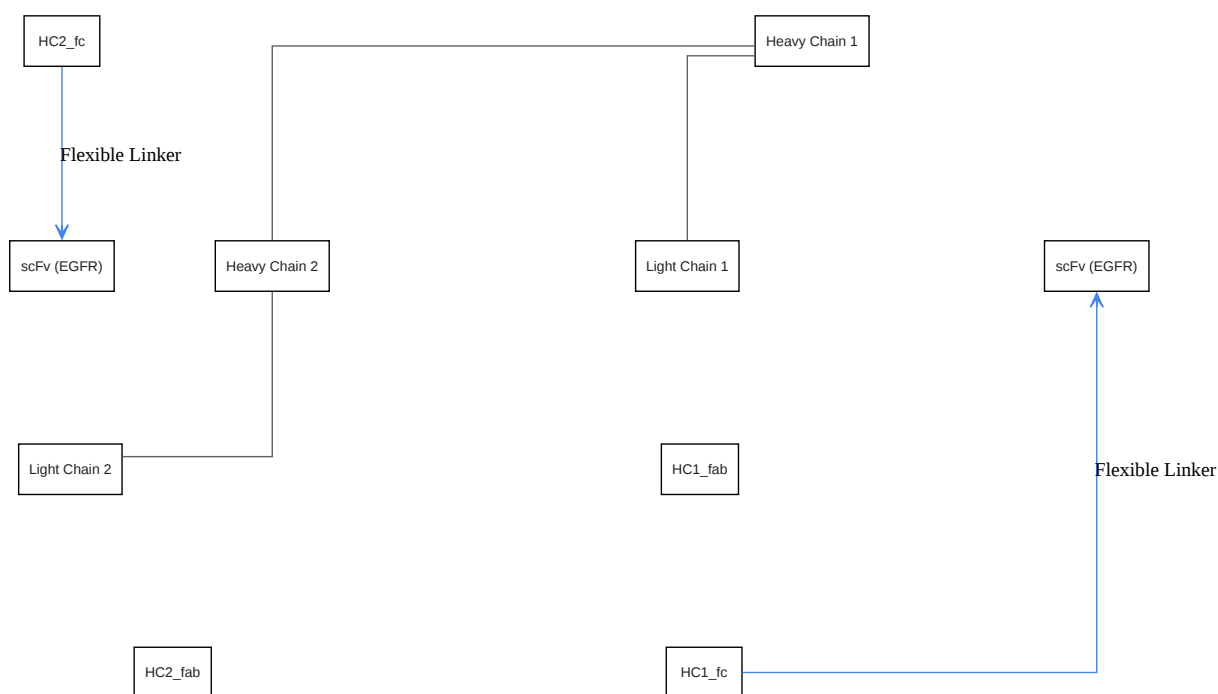 HC2_fc
Heavy Chain 1
Flexible Linker
scFv (EGFR)
Heavy Chain 2
Light Chain 1
scFv (EGFR)
Light Chain 2
HC1_fab
Flexible Linker
HC2_fab
HC1_fc